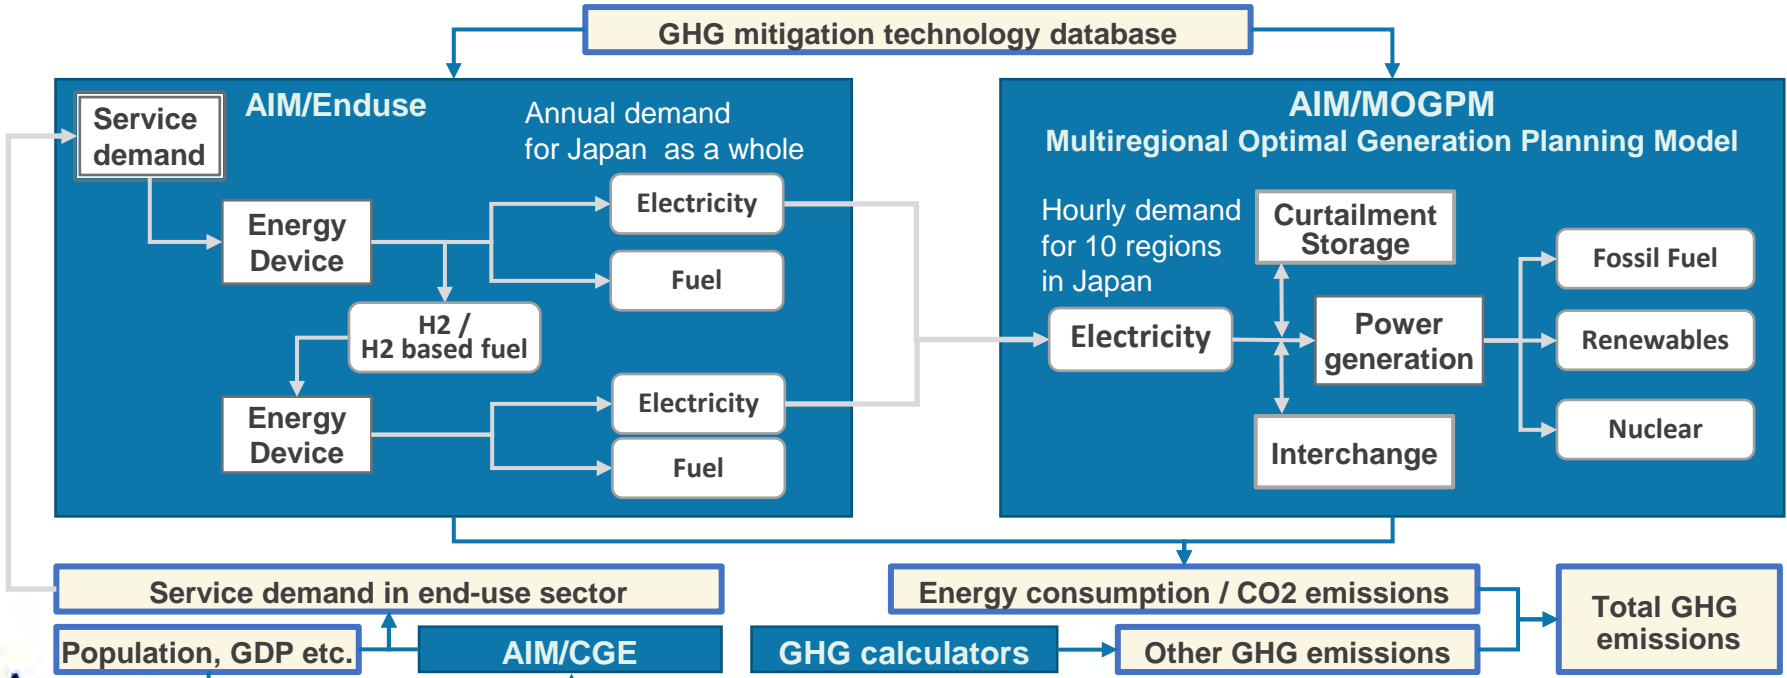 GHG mitigation technology database
AIM/Enduse
Service
demand
Annual demand
for Japan as a whole
Energy
Device
Electricity
Fuel
H2 /
H2 based fuel
Energy
Device
Electricity
Fuel
AIM/MOGPM
Multiregional Optimal Generation Planning Model
Hourly demand
for 10 regions
in Japan
Electricity
Curtailment
Storage
Power
generation
Interchange
Fossil Fuel
Renewables
Nuclear
Service demand in end-use sector
Population, GDP etc.
AIM/CGE
Energy consumption / CO2 emissions
GHG calculators
Other GHG emissions
Total GHG
emissions